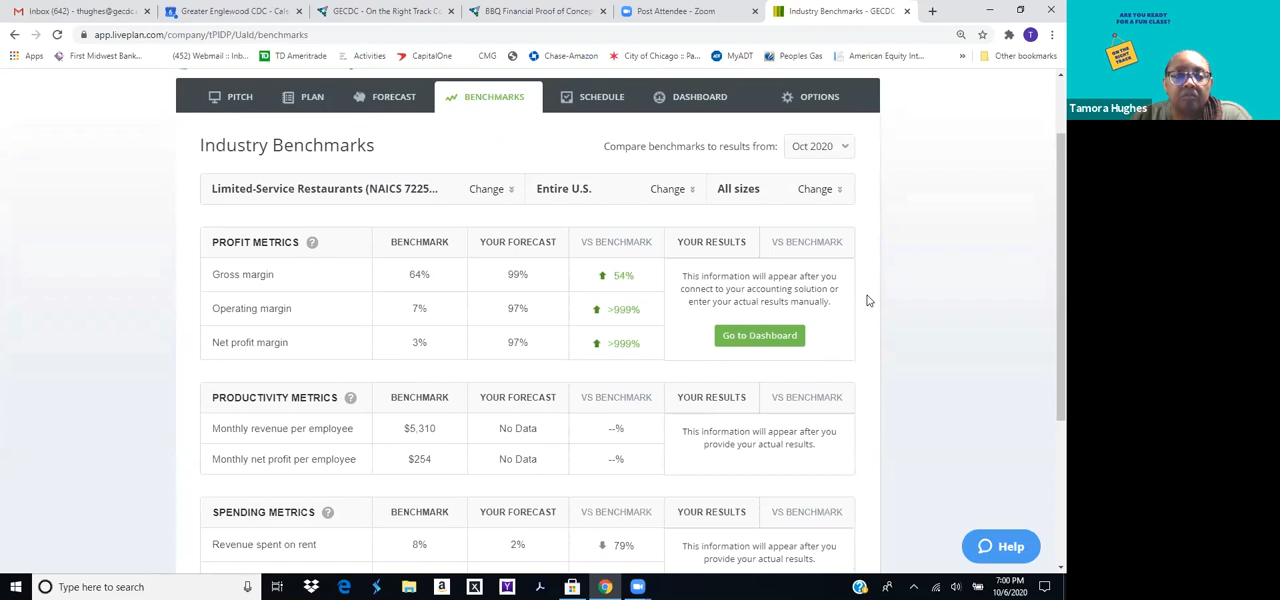 Inbox (641) - thughes@gecdc
Greater Englewood CDC - Cale
GECDC - On the Right Track Co
BBQ Financial Proof of Concep
Post Attendee - Zoom
Industry Benchmarks - GECDC
app.liveplan.com/company/tPIDP/UaId/benchmarks
Apps
First Midwest Bank...
(452) Webmail :: Inb...
TD Ameritrade
Activities
CapitalOne
CMG
Chase-Amazon
City of Chicago :: Pa...
MyADT
Peoples Gas
American Equity Int...
Other bookmarks
ARE YOU READY
FOR A FUN CLASS?
ON THE
RIGHT
TRACK
Tamora Hughes
PITCH
PLAN
FORECAST
BENCHMARKS
SCHEDULE
DASHBOARD
OPTIONS
Industry Benchmarks
Compare benchmarks to results from: Oct 2020
Limited-Service Restaurants (NAICS 7225... Change Entire U.S. Change All sizes Change
PROFIT METRICS ? BENCHMARK YOUR FORECAST VS BENCHMARK YOUR RESULTS VS BENCHMARK
Gross margin 64% 99% 54%
Operating margin 7% 97% >999%
Net profit margin 3% 97% >999%
This information will appear after you
connect to your accounting solution or
enter your actual results manually.
Go to Dashboard
PRODUCTIVITY METRICS ? BENCHMARK YOUR FORECAST VS BENCHMARK YOUR RESULTS VS BENCHMARK
Monthly revenue per employee $5,310 No Data --%
Monthly net profit per employee $254 No Data --%
This information will appear after you
provide your actual results.
SPENDING METRICS ? BENCHMARK YOUR FORECAST VS BENCHMARK YOUR RESULTS VS BENCHMARK
Revenue spent on rent 8% 2% 79%
This information will appear after you
provide your actual results.
Help
Type here to search
7:00 PM
10/6/2020